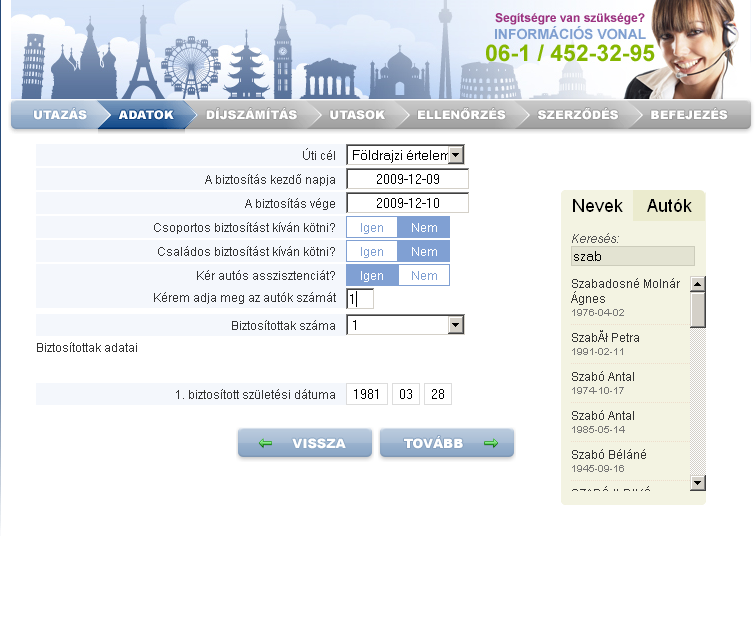 Segítségre van szüksége?
INFORMÁCIÓS VONAL
06-1 / 452-32-95
UTAZÁS ADATOK DÍJSZÁMÍTÁS UTASOK ELLENŐRZÉS SZERZŐDÉS BEFEJEZÉS
Úti cél Földrajzi értelem
A biztosítás kezdő napja 2009-12-09
A biztosítás vége 2009-12-10
Csoportos biztosítást kíván kötni? Igen Nem
Családos biztosítást kíván kötni? Igen Nem
Kér autós asszisztenciát? Igen Nem
Kérem adja meg az autók számát 1
Biztosítottak száma 1
Biztosítottak adatai
1. biztosított születési dátuma 1981 03 28
VISSZA TOVÁBB
Nevek Autók
Keresés:
szab
Szabadosné Molnár
Ágnes
1976-04-02
SzabÅł Petra
1991-02-11
Szabó Antal
1974-10-17
Szabó Antal
1985-05-14
Szabó Béláné
1945-09-16